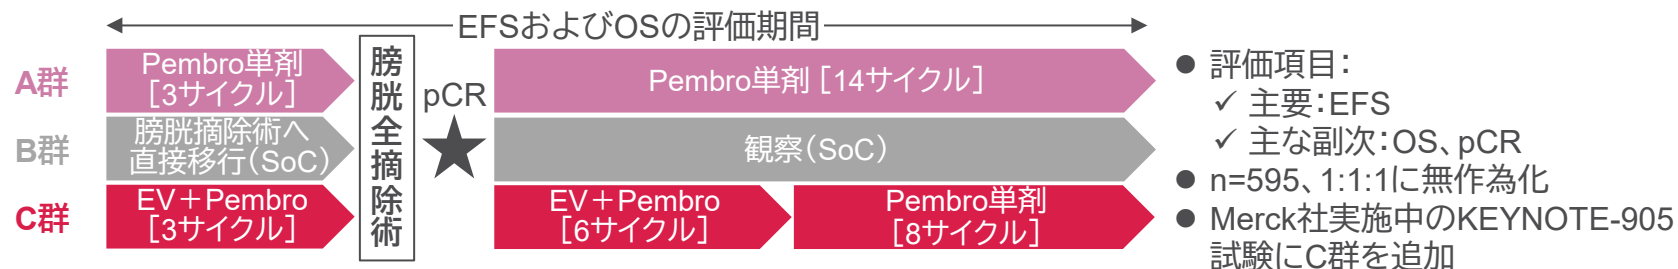 EFSおよびOSの評価期間
A群
Pembro単剤
[3サイクル]
膀胱全摘除術
pCR
Pembro単剤 [14サイクル]
B群
膀胱摘除術へ
直接移行(SoC)
観察(SoC)
C群
EV+Pembro
[3サイクル]
EV+Pembro
[6サイクル]
Pembro単剤
[8サイクル]
● 評価項目:
✓ 主要:EFS
✓ 主な副次:OS、pCR
● n=595、1:1:1に無作為化
● Merck社実施中のKEYNOTE-905
試験にC群を追加